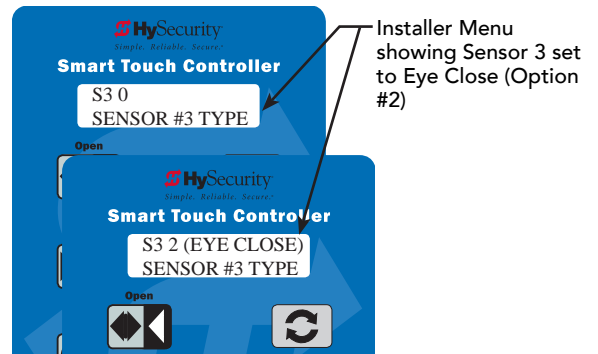 HySecurity
Simple. Reliable. Secure.
Smart Touch Controller
S3 0
SENSOR #3 TYPE
Open
HySecurity
Simple. Reliable. Secure.
Smart Touch Controller
S3 2 (EYE CLOSE)
SENSOR #3 TYPE
Open
Installer Menu
showing Sensor 3 set
to Eye Close (Option
#2)